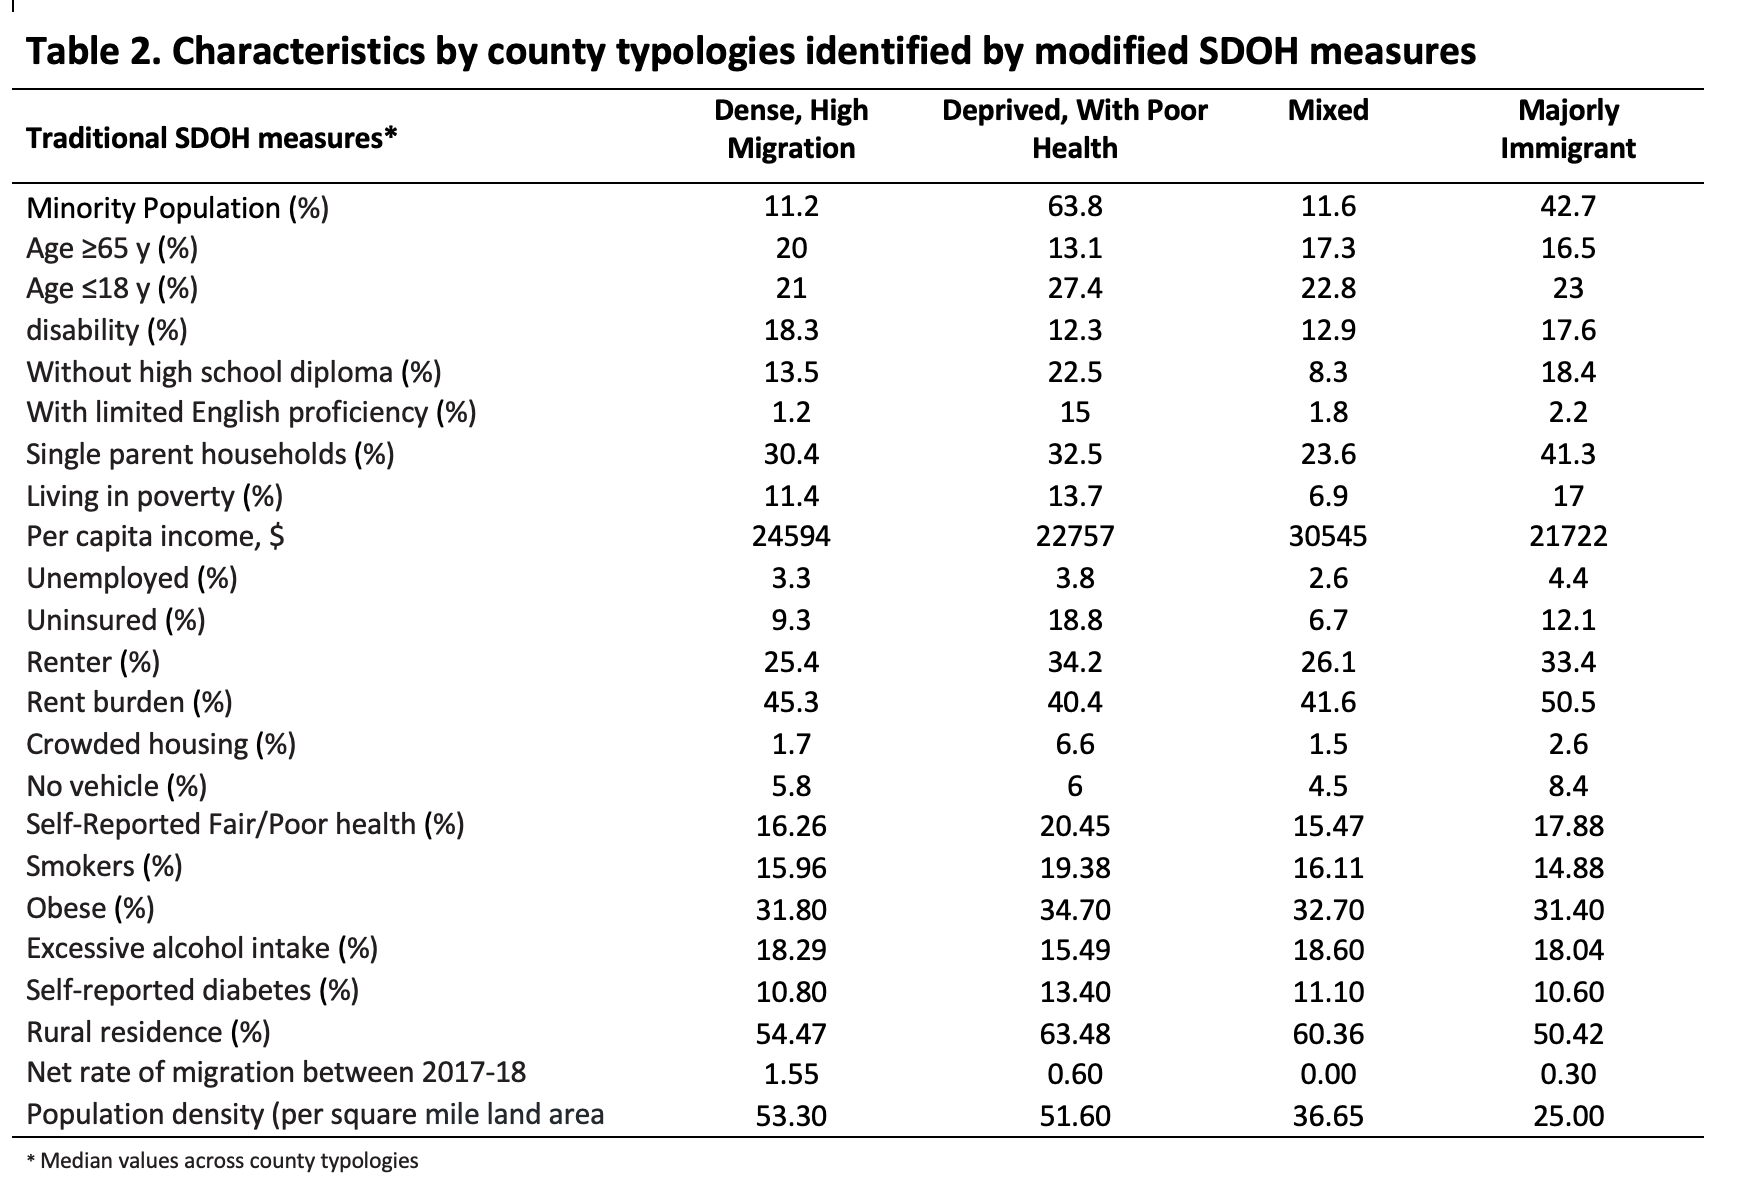 Table 2. Characteristics by county typologies identified by modified SDOH measures
Traditional SDOH measures* Dense, High Migration Deprived, With Poor Health Mixed Majorly Immigrant
Minority Population (%) 11.2 63.8 11.6 42.7
Age ≥65 y (%) 20 13.1 17.3 16.5
Age ≤18 y (%) 21 27.4 22.8 23
disability (%) 18.3 12.3 12.9 17.6
Without high school diploma (%) 13.5 22.5 8.3 18.4
With limited English proficiency (%) 1.2 15 1.8 2.2
Single parent households (%) 30.4 32.5 23.6 41.3
Living in poverty (%) 11.4 13.7 6.9 17
Per capita income, $ 24594 22757 30545 21722
Unemployed (%) 3.3 3.8 2.6 4.4
Uninsured (%) 9.3 18.8 6.7 12.1
Renter (%) 25.4 34.2 26.1 33.4
Rent burden (%) 45.3 40.4 41.6 50.5
Crowded housing (%) 1.7 6.6 1.5 2.6
No vehicle (%) 5.8 6 4.5 8.4
Self-Reported Fair/Poor health (%) 16.26 20.45 15.47 17.88
Smokers (%) 15.96 19.38 16.11 14.88
Obese (%) 31.80 34.70 32.70 31.40
Excessive alcohol intake (%) 18.29 15.49 18.60 18.04
Self-reported diabetes (%) 10.80 13.40 11.10 10.60
Rural residence (%) 54.47 63.48 60.36 50.42
Net rate of migration between 2017-18 1.55 0.60 0.00 0.30
Population density (per square mile land area 53.30 51.60 36.65 25.00
* Median values across county typologies